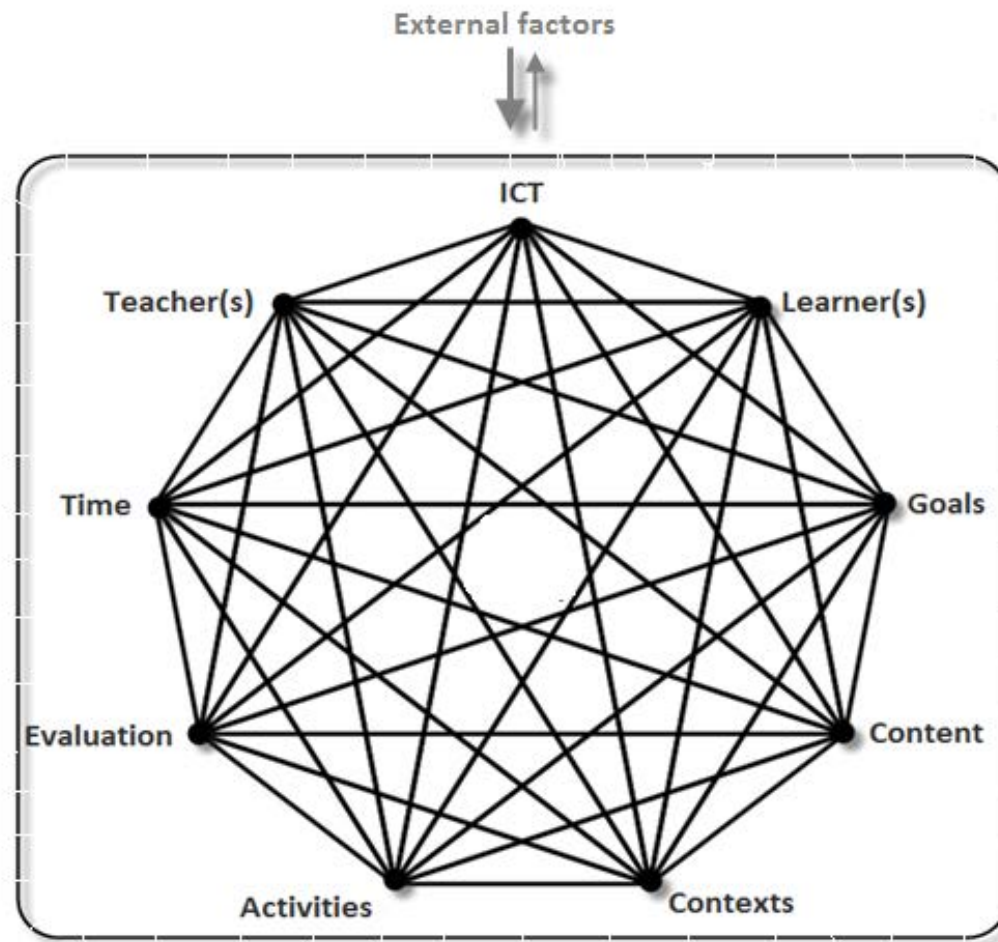 External factors
ICT
Teacher(s)
Learner(s)
Time
Goals
Evaluation
Content
Activities
Contexts